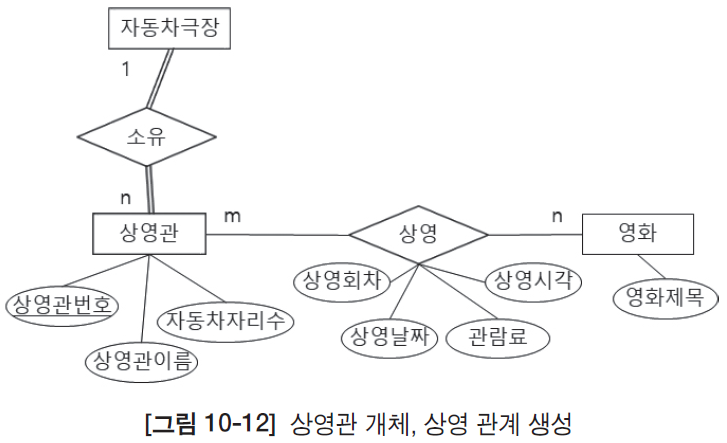 자동차극장
1
소유
n
상영관
m
상영
n
영화
상영관번호
상영관이름
자동차자리수
상영회차
상영날짜
관람료
상영시각
영화제목
[그림 10-12] 상영관 개체, 상영 관계 생성